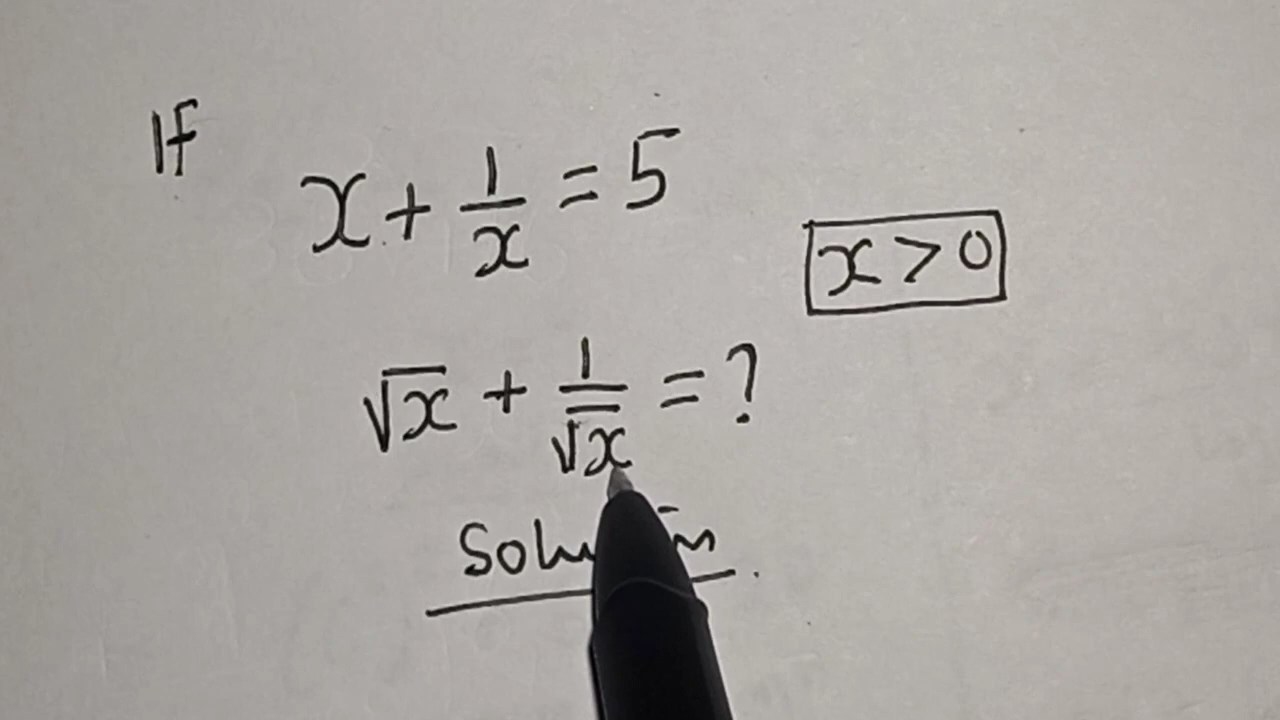 If
x + 1/x = 5
x > 0
√x + 1/√x = ?